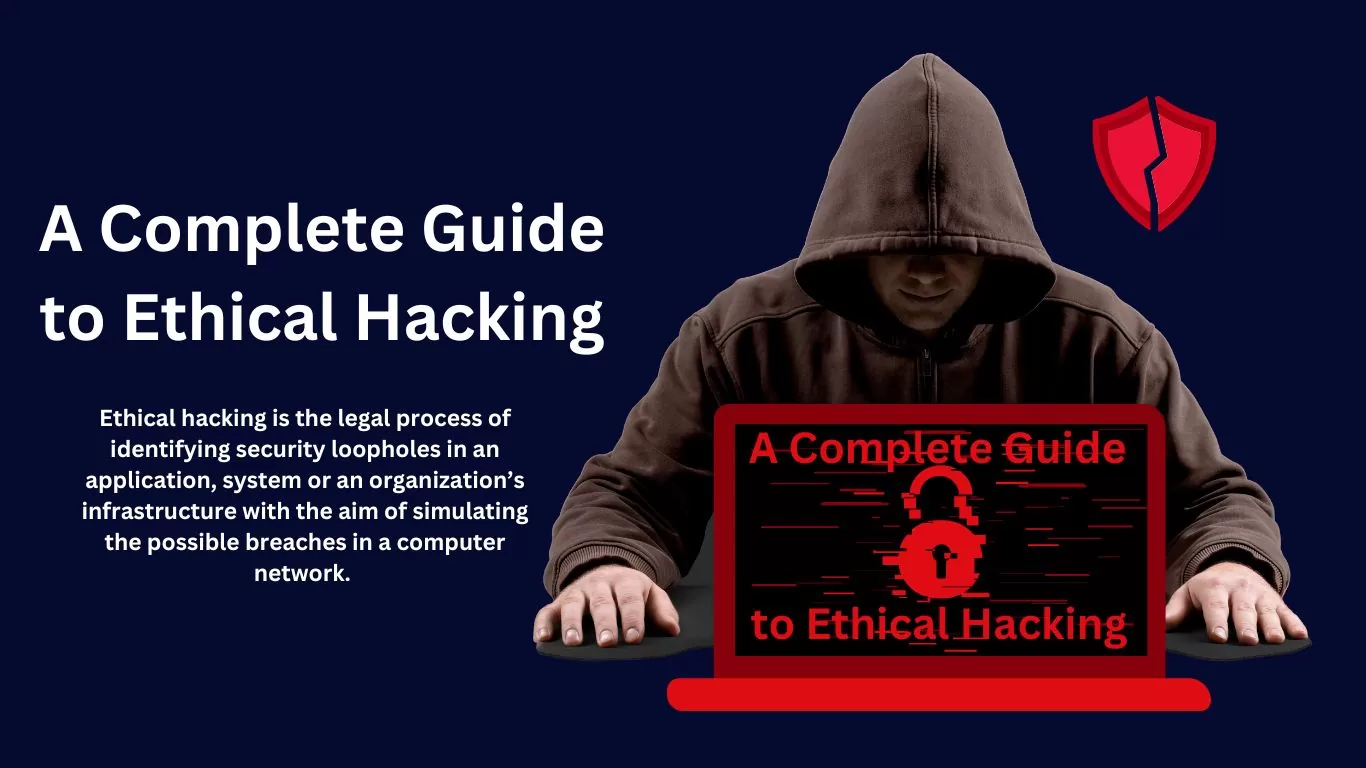 A Complete Guide
to Ethical Hacking
Ethical hacking is the legal process of
identifying security loopholes in an
application, system or an organization’s
infrastructure with the aim of simulating
the possible breaches in a computer
network.
A Complete Guide
to Ethical Hacking